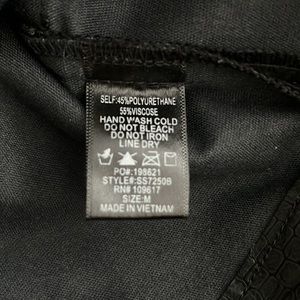 SELF:45%POLYURETHANE
55%VISCOSE
HAND WASH COLD
DO NOT BLEACH
DO NOT IRON
LINE DRY
PO#:198621
STYLE#:SS7250B
RN# 109617
SIZE:M
MADE IN VIETNAM